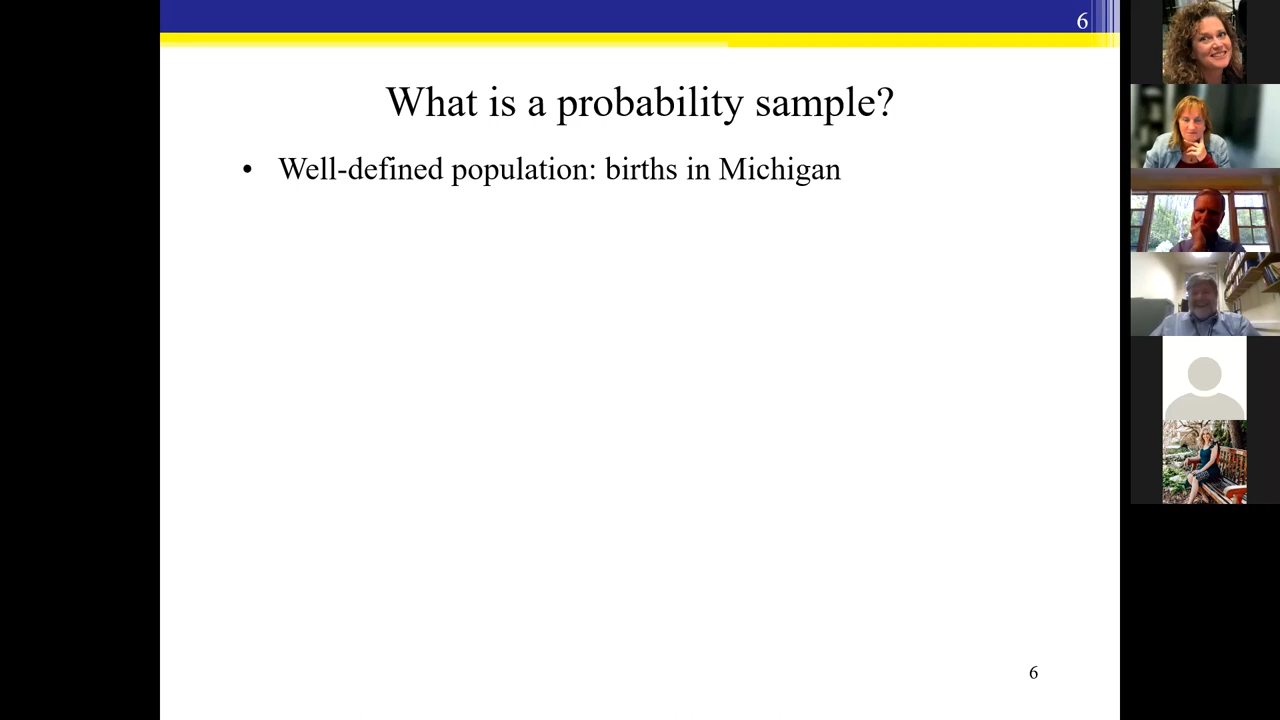 6
What is a probability sample?
• Well-defined population: births in Michigan
6